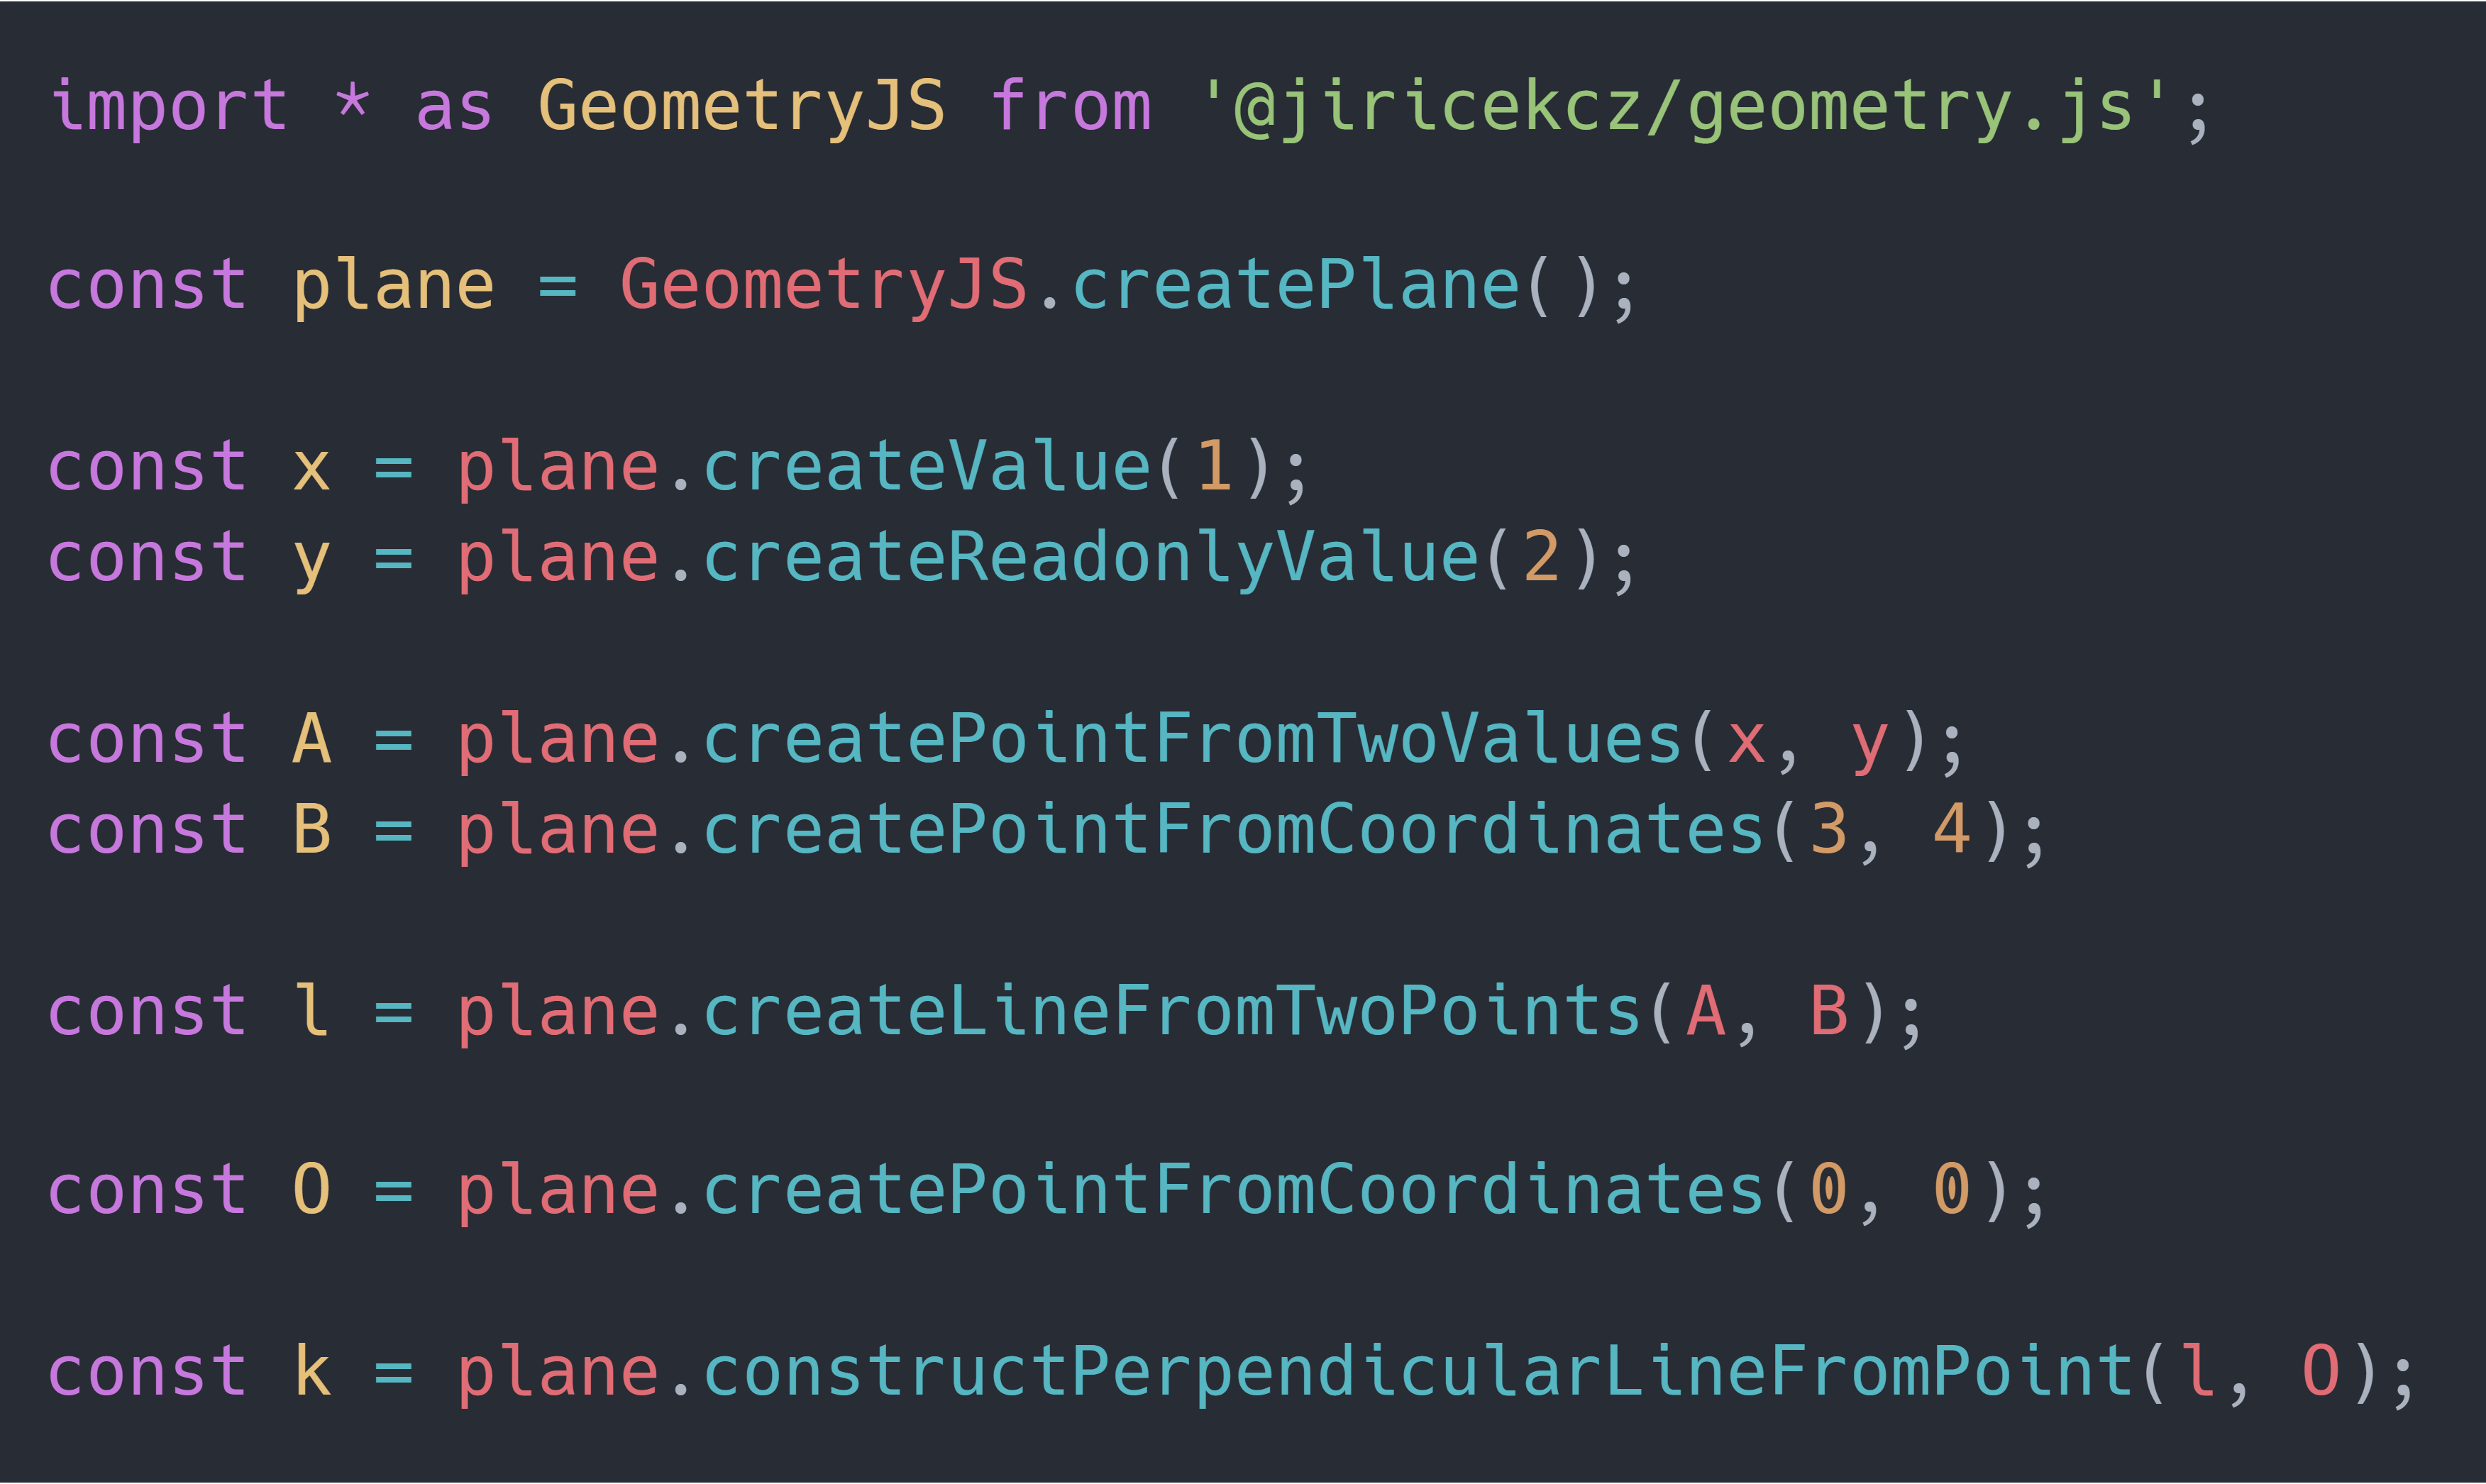 import * as GeometryJS from '@jiricekcz/geometry.js';
const plane = GeometryJS.createPlane();
const x = plane.createValue(1);
const y = plane.createReadonlyValue(2);
const A = plane.createPointFromTwoValues(x, y);
const B = plane.createPointFromCoordinates(3, 4);
const l = plane.createLineFromTwoPoints(A, B);
const O = plane.createPointFromCoordinates(0, 0);
const k = plane.constructPerpendicularLineFromPoint(l, O);